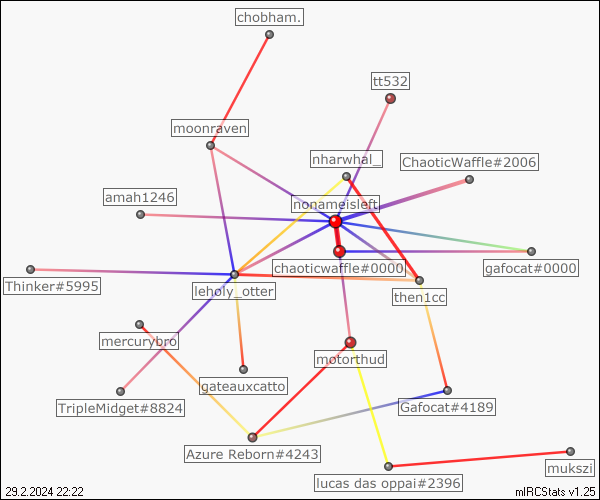 chobham.
tt532
moonraven
nharwhal_
ChaoticWaffle#2006
amah1246
nonameisleft
chaoticwaffle#0000
gafocat#0000
Thinker#5995
leholy_otter
then1cc
mercurybro
motorthud
gateauxcatto
TripleMidget#8824
Gafocat#4189
Azure Reborn#4243
mukszi
lucas das oppai#2396
29.2.2024 22:22
mIRCStats v1.25